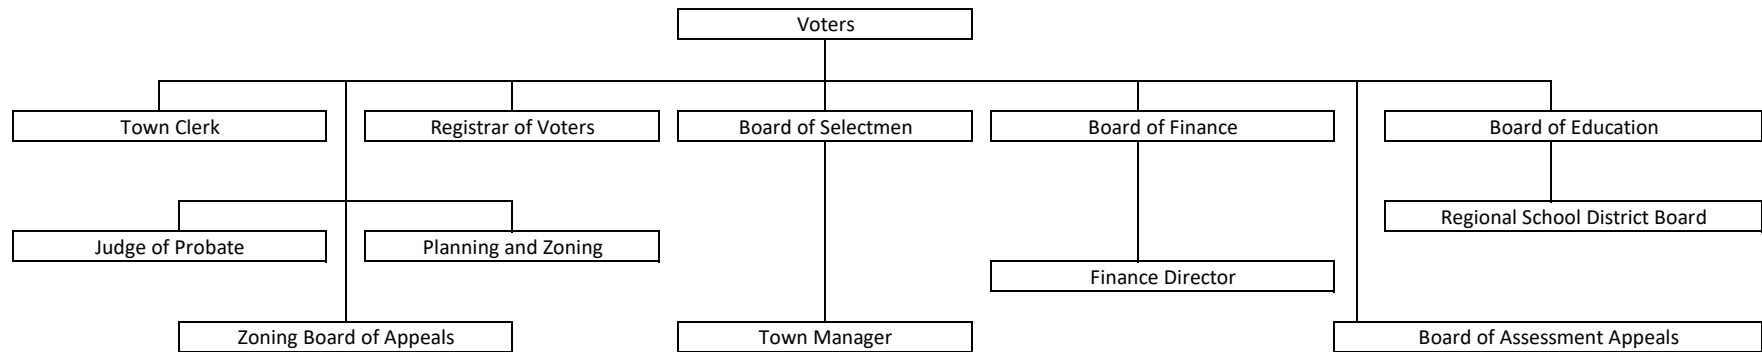 Voters
Town Clerk
Registrar of Voters
Board of Selectmen
Board of Finance
Board of Education
Regional School District Board
Judge of Probate
Planning and Zoning
Finance Director
Zoning Board of Appeals
Town Manager
Board of Assessment Appeals